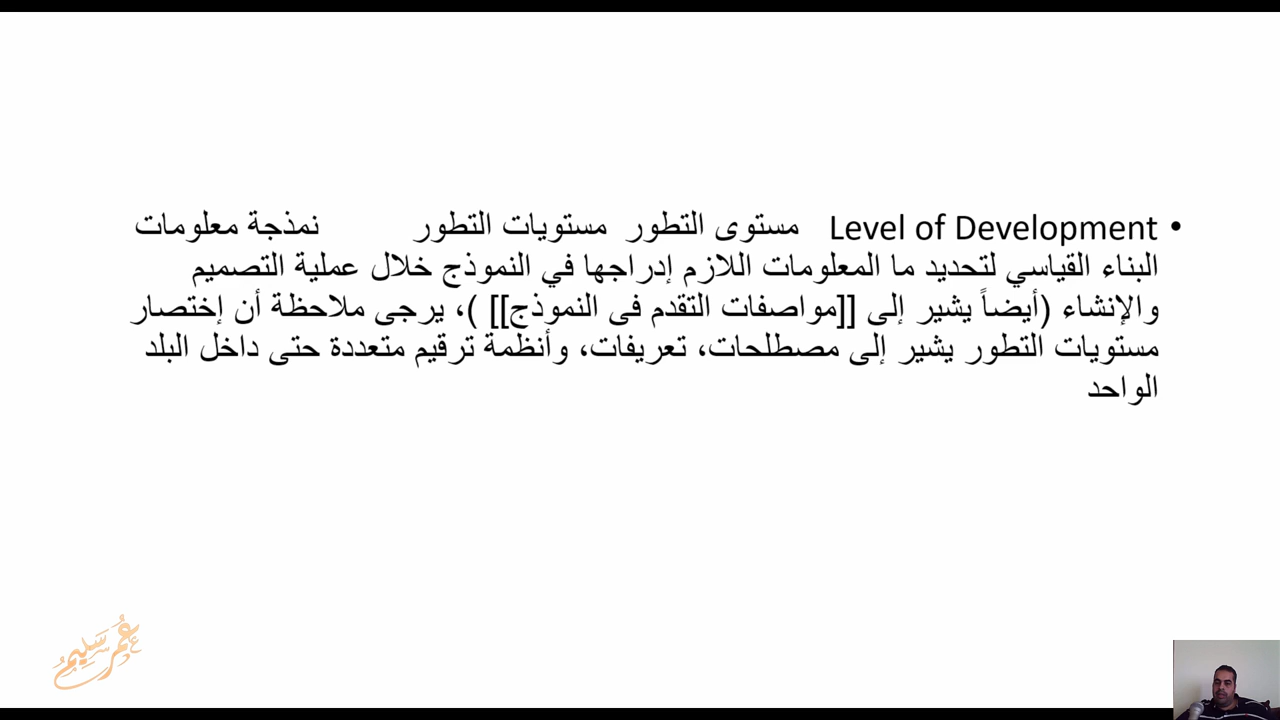 • Level of Development مستوى التطور مستويات التطور نمذجة معلومات
البناء القياسي لتحديد ما المعلومات اللازم إدراجها في النموذج خلال عملية التصميم
والإنشاء (أيضاً يشير إلى [[مواصفات التقدم فى النموذج]] )، يرجى ملاحظة أن إختصار
مستويات التطور يشير إلى مصطلحات، تعريفات، وأنظمة ترقيم متعددة حتى داخل البلد
الواحد
عمر سليم